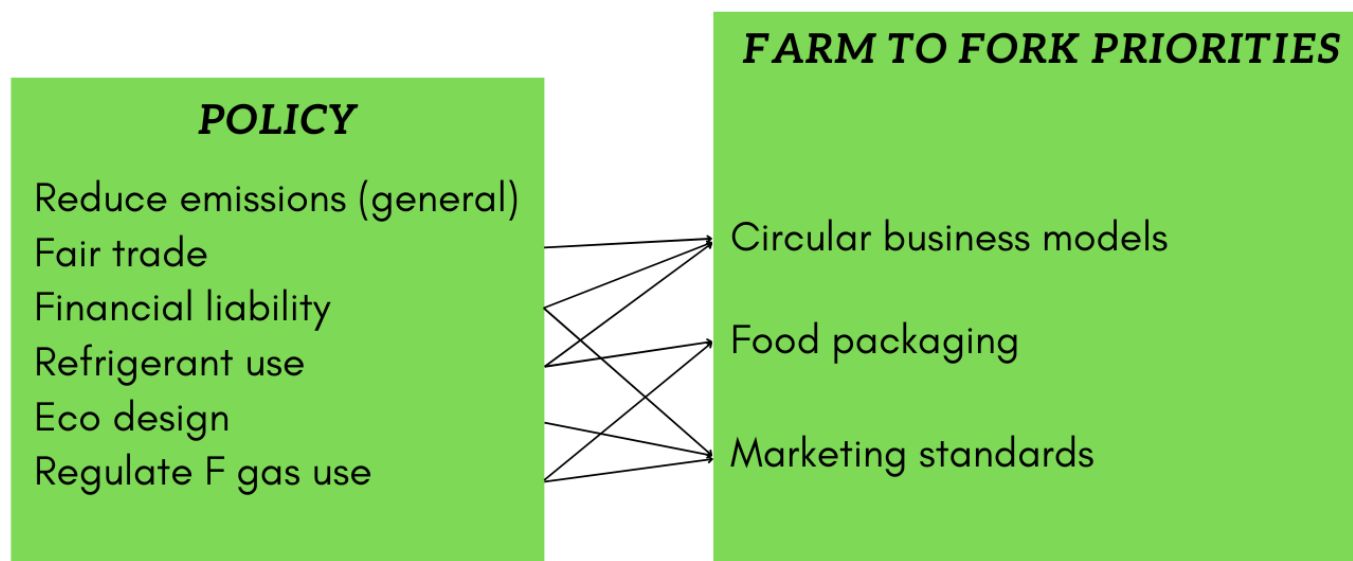 POLICY
Reduce emissions (general)
Fair trade
Financial liability
Refrigerant use
Eco design
Regulate F gas use
FARM TO FORK PRIORITIES
Circular business models
Food packaging
Marketing standards